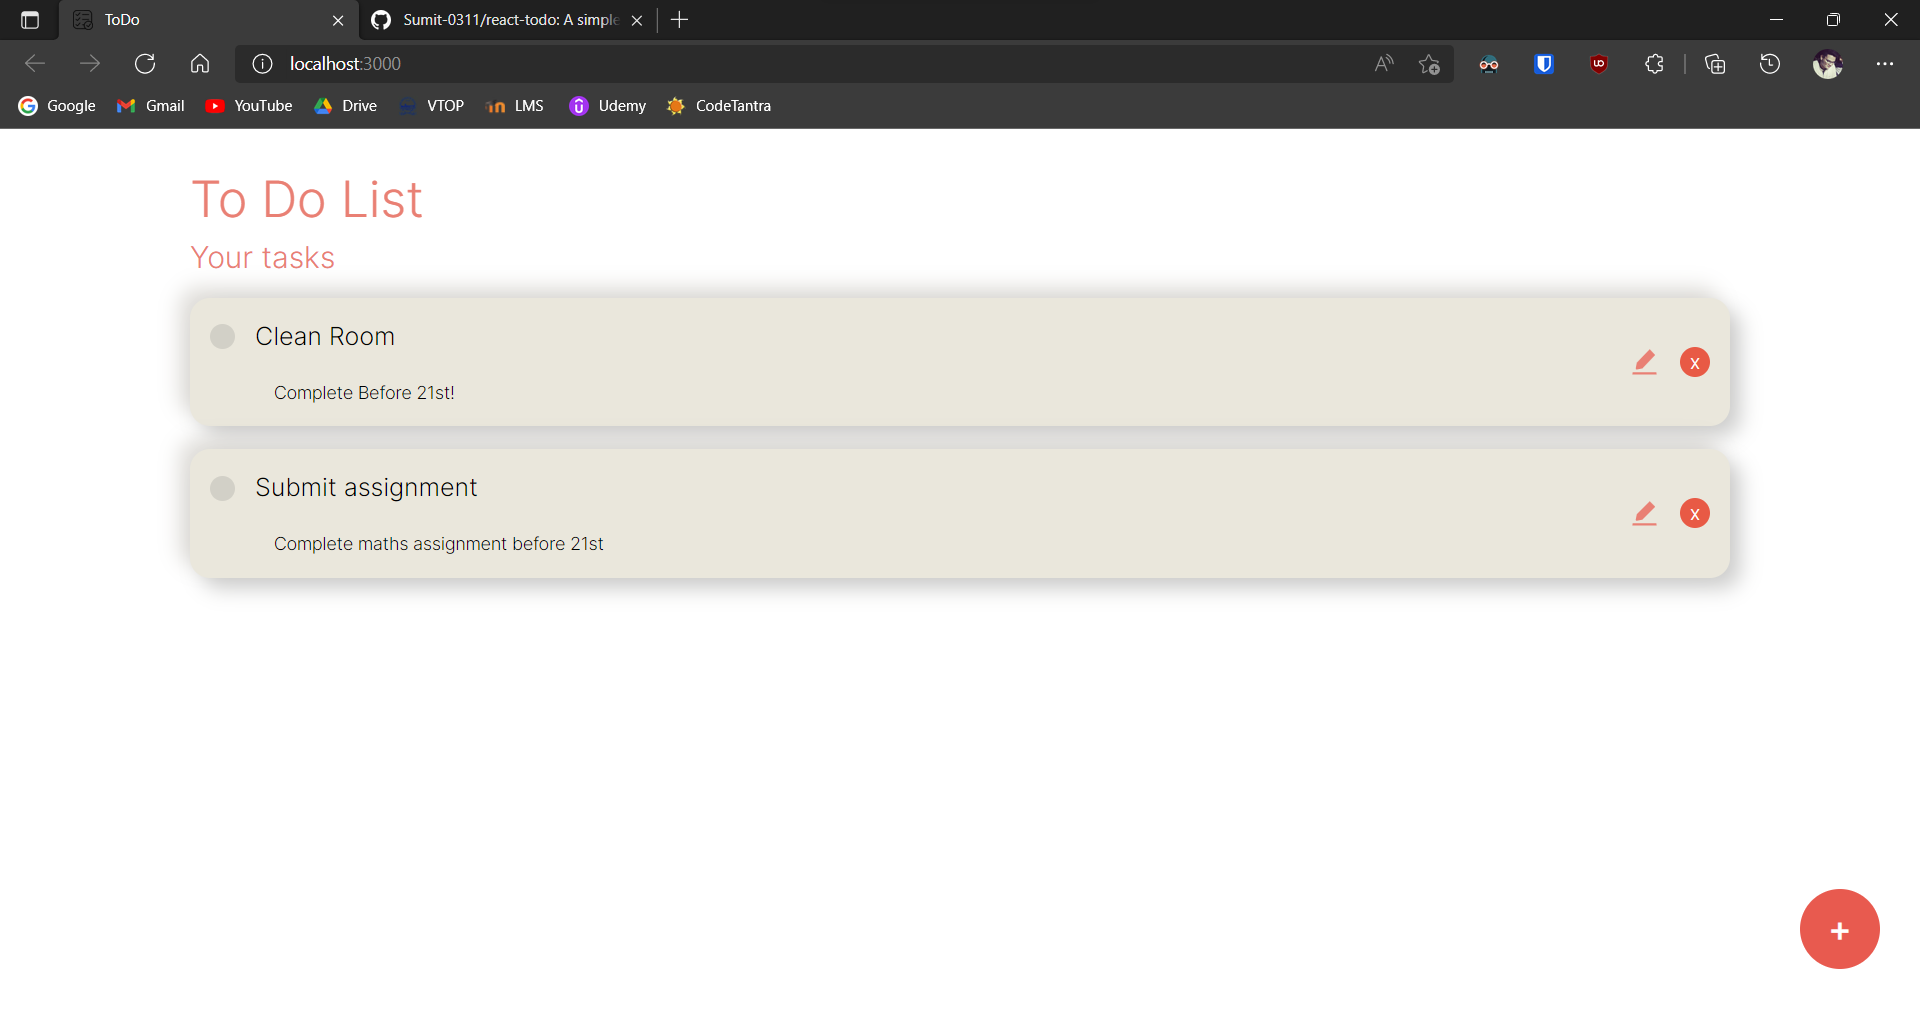 ToDo
Sumit-0311/react-todo: A simple
localhost:3000
Google Gmail YouTube Drive VTOP LMS Udemy CodeTantra
To Do List
Your tasks
Clean Room
x
Complete Before 21st!
Submit assignment
x
Complete maths assignment before 21st
+